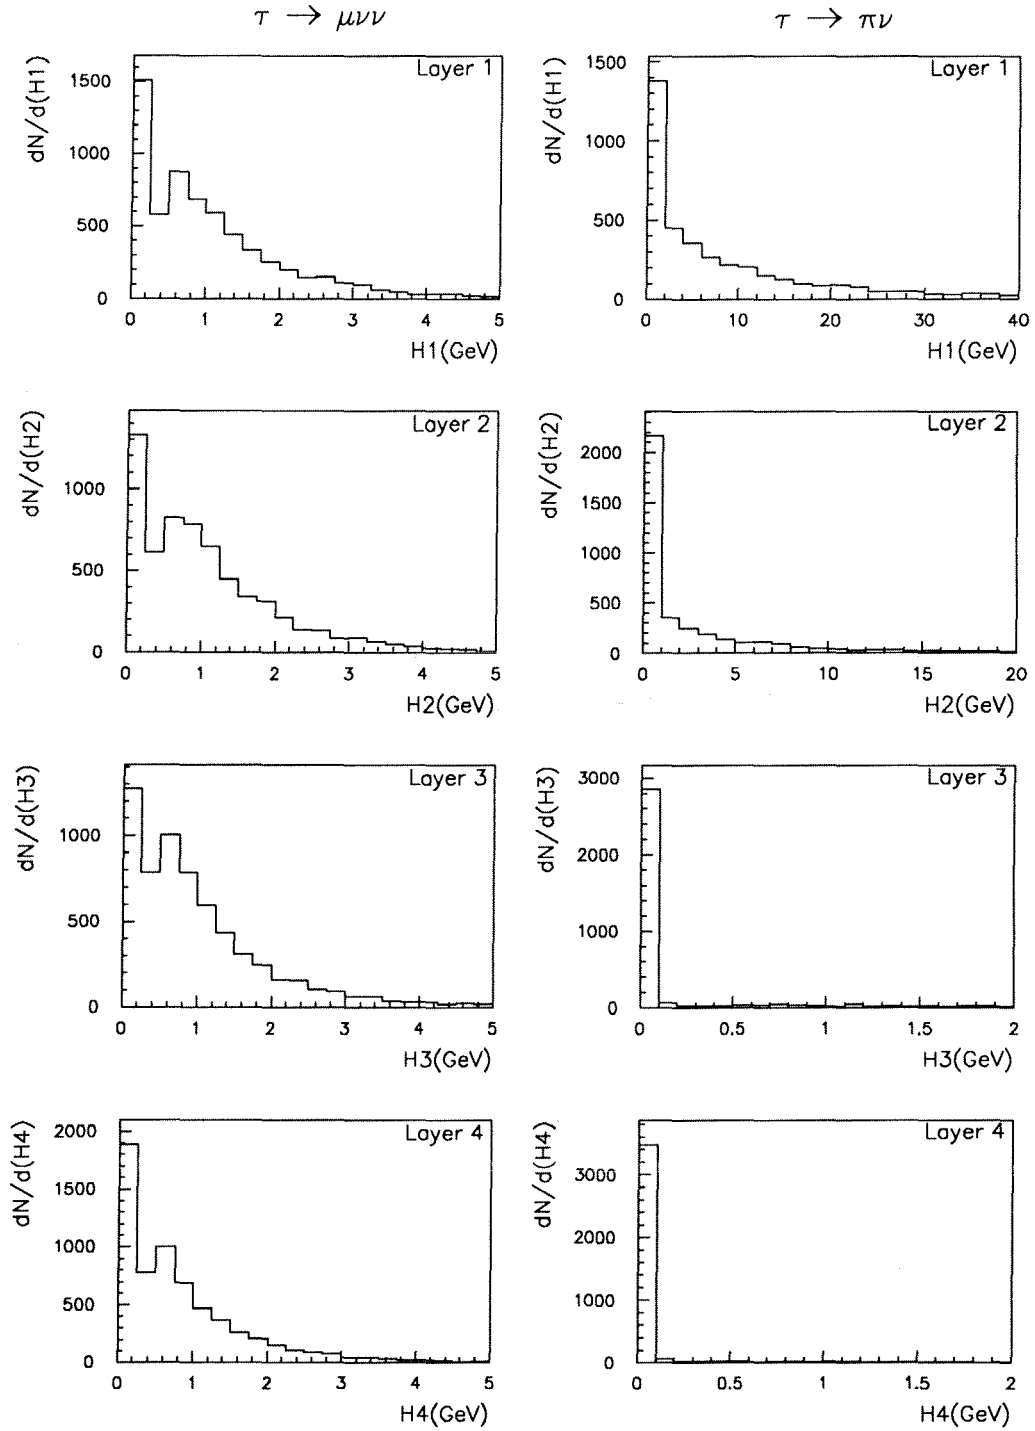 τ → μνν
τ → πν
Layer 1
dN/d(H1)
1500
1000
500
0
0 1 2 3 4 5
H1(GeV)
Layer 1
dN/d(H1)
1500
1000
500
0
0 10 20 30 40
H1(GeV)
Layer 2
dN/d(H2)
1000
500
0
0 1 2 3 4 5
H2(GeV)
Layer 2
dN/d(H2)
2000
1500
1000
500
0
0 5 10 15 20
H2(GeV)
Layer 3
dN/d(H3)
1000
500
0
0 1 2 3 4 5
H3(GeV)
Layer 3
dN/d(H3)
3000
2000
1000
0
0 0.5 1 1.5 2
H3(GeV)
Layer 4
dN/d(H4)
2000
1500
1000
500
0
0 1 2 3 4 5
H4(GeV)
Layer 4
dN/d(H4)
3000
2000
1000
0
0 0.5 1 1.5 2
H4(GeV)